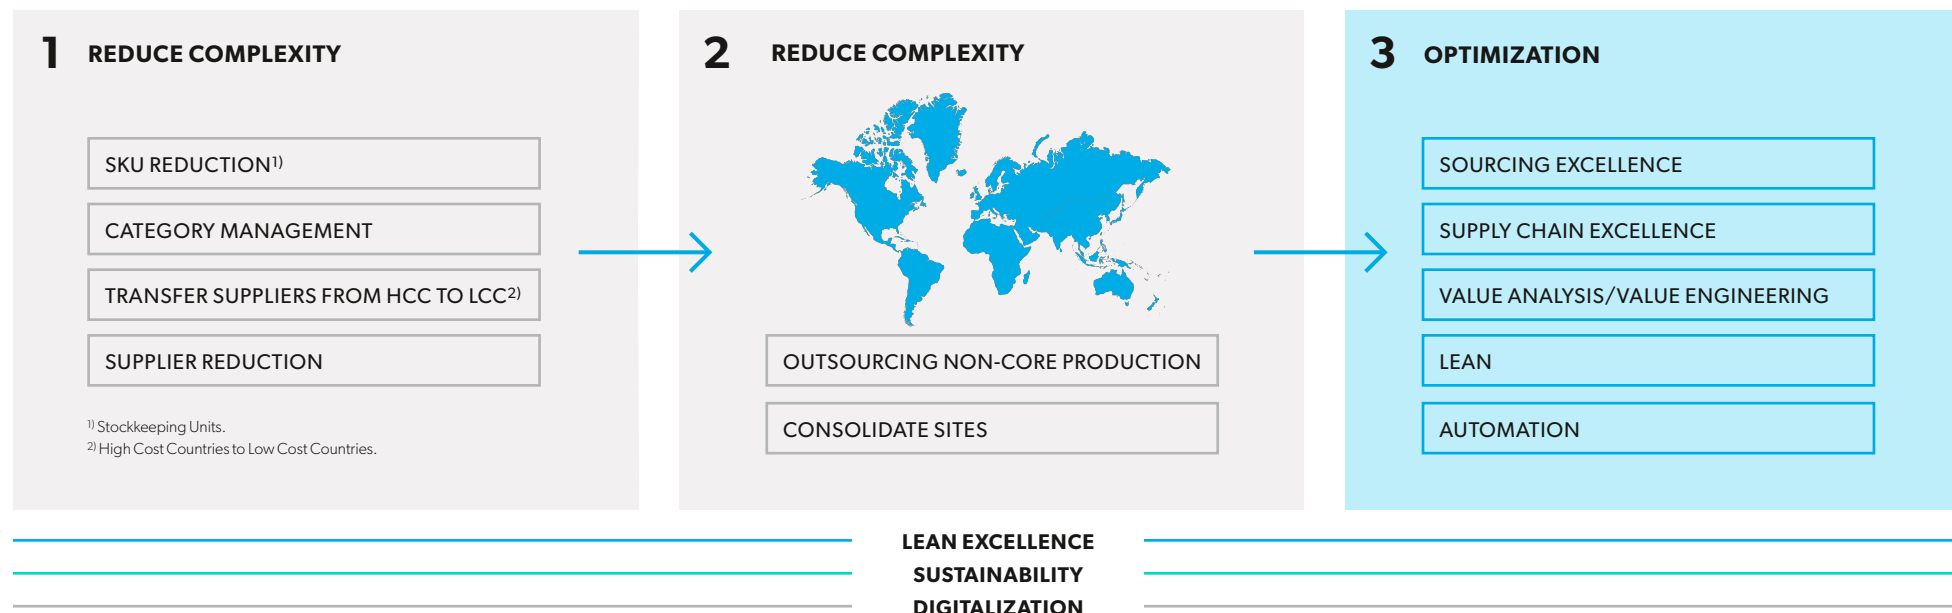 1 REDUCE COMPLEXITY
SKU REDUCTION1)
CATEGORY MANAGEMENT
TRANSFER SUPPLIERS FROM HCC TO LCC2)
SUPPLIER REDUCTION
1) Stockkeeping Units.
2) High Cost Countries to Low Cost Countries.
2 REDUCE COMPLEXITY
OUTSOURCING NON-CORE PRODUCTION
CONSOLIDATE SITES
3 OPTIMIZATION
SOURCING EXCELLENCE
SUPPLY CHAIN EXCELLENCE
VALUE ANALYSIS/VALUE ENGINEERING
LEAN
AUTOMATION
LEAN EXCELLENCE
SUSTAINABILITY
DIGITALIZATION